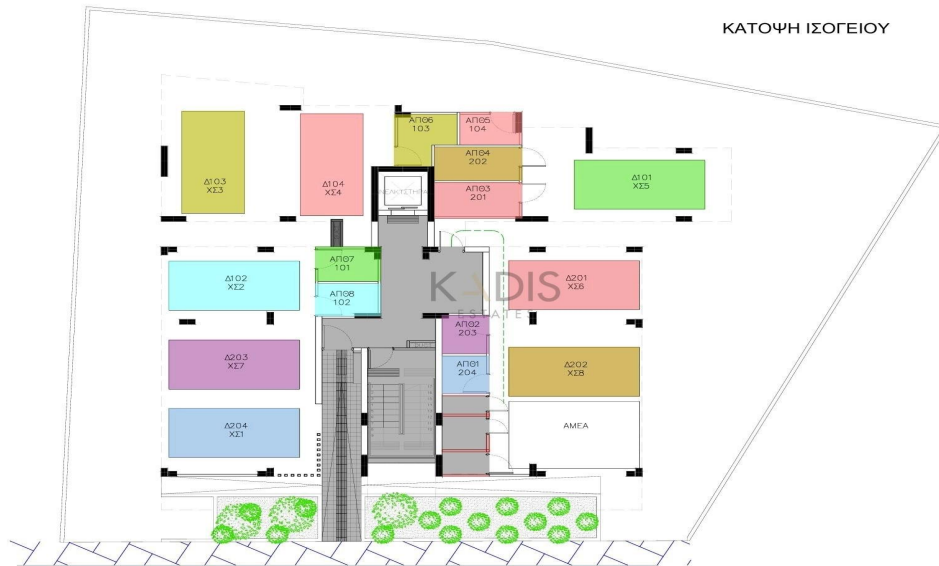 ΚΑΤΟΨΗ ΙΣΟΓΕΙΟΥ
ΑΠΘ6
103
ΑΠΘ5
104
Δ103
ΧΣ3
Δ104
ΧΣ4
ΑΠΘ4
202
Δ101
ΧΣ5
ΑΠΘ3
201
ΑΠΘ7
101
Δ102
ΧΣ2
ΑΠΘ8
102
KADIS
ESTATES
Δ201
ΧΣ6
ΑΠΘ2
203
Δ203
ΧΣ7
ΑΠΘ1
204
Δ202
ΧΣ8
Δ204
ΧΣ1
ΑΜΕΑ